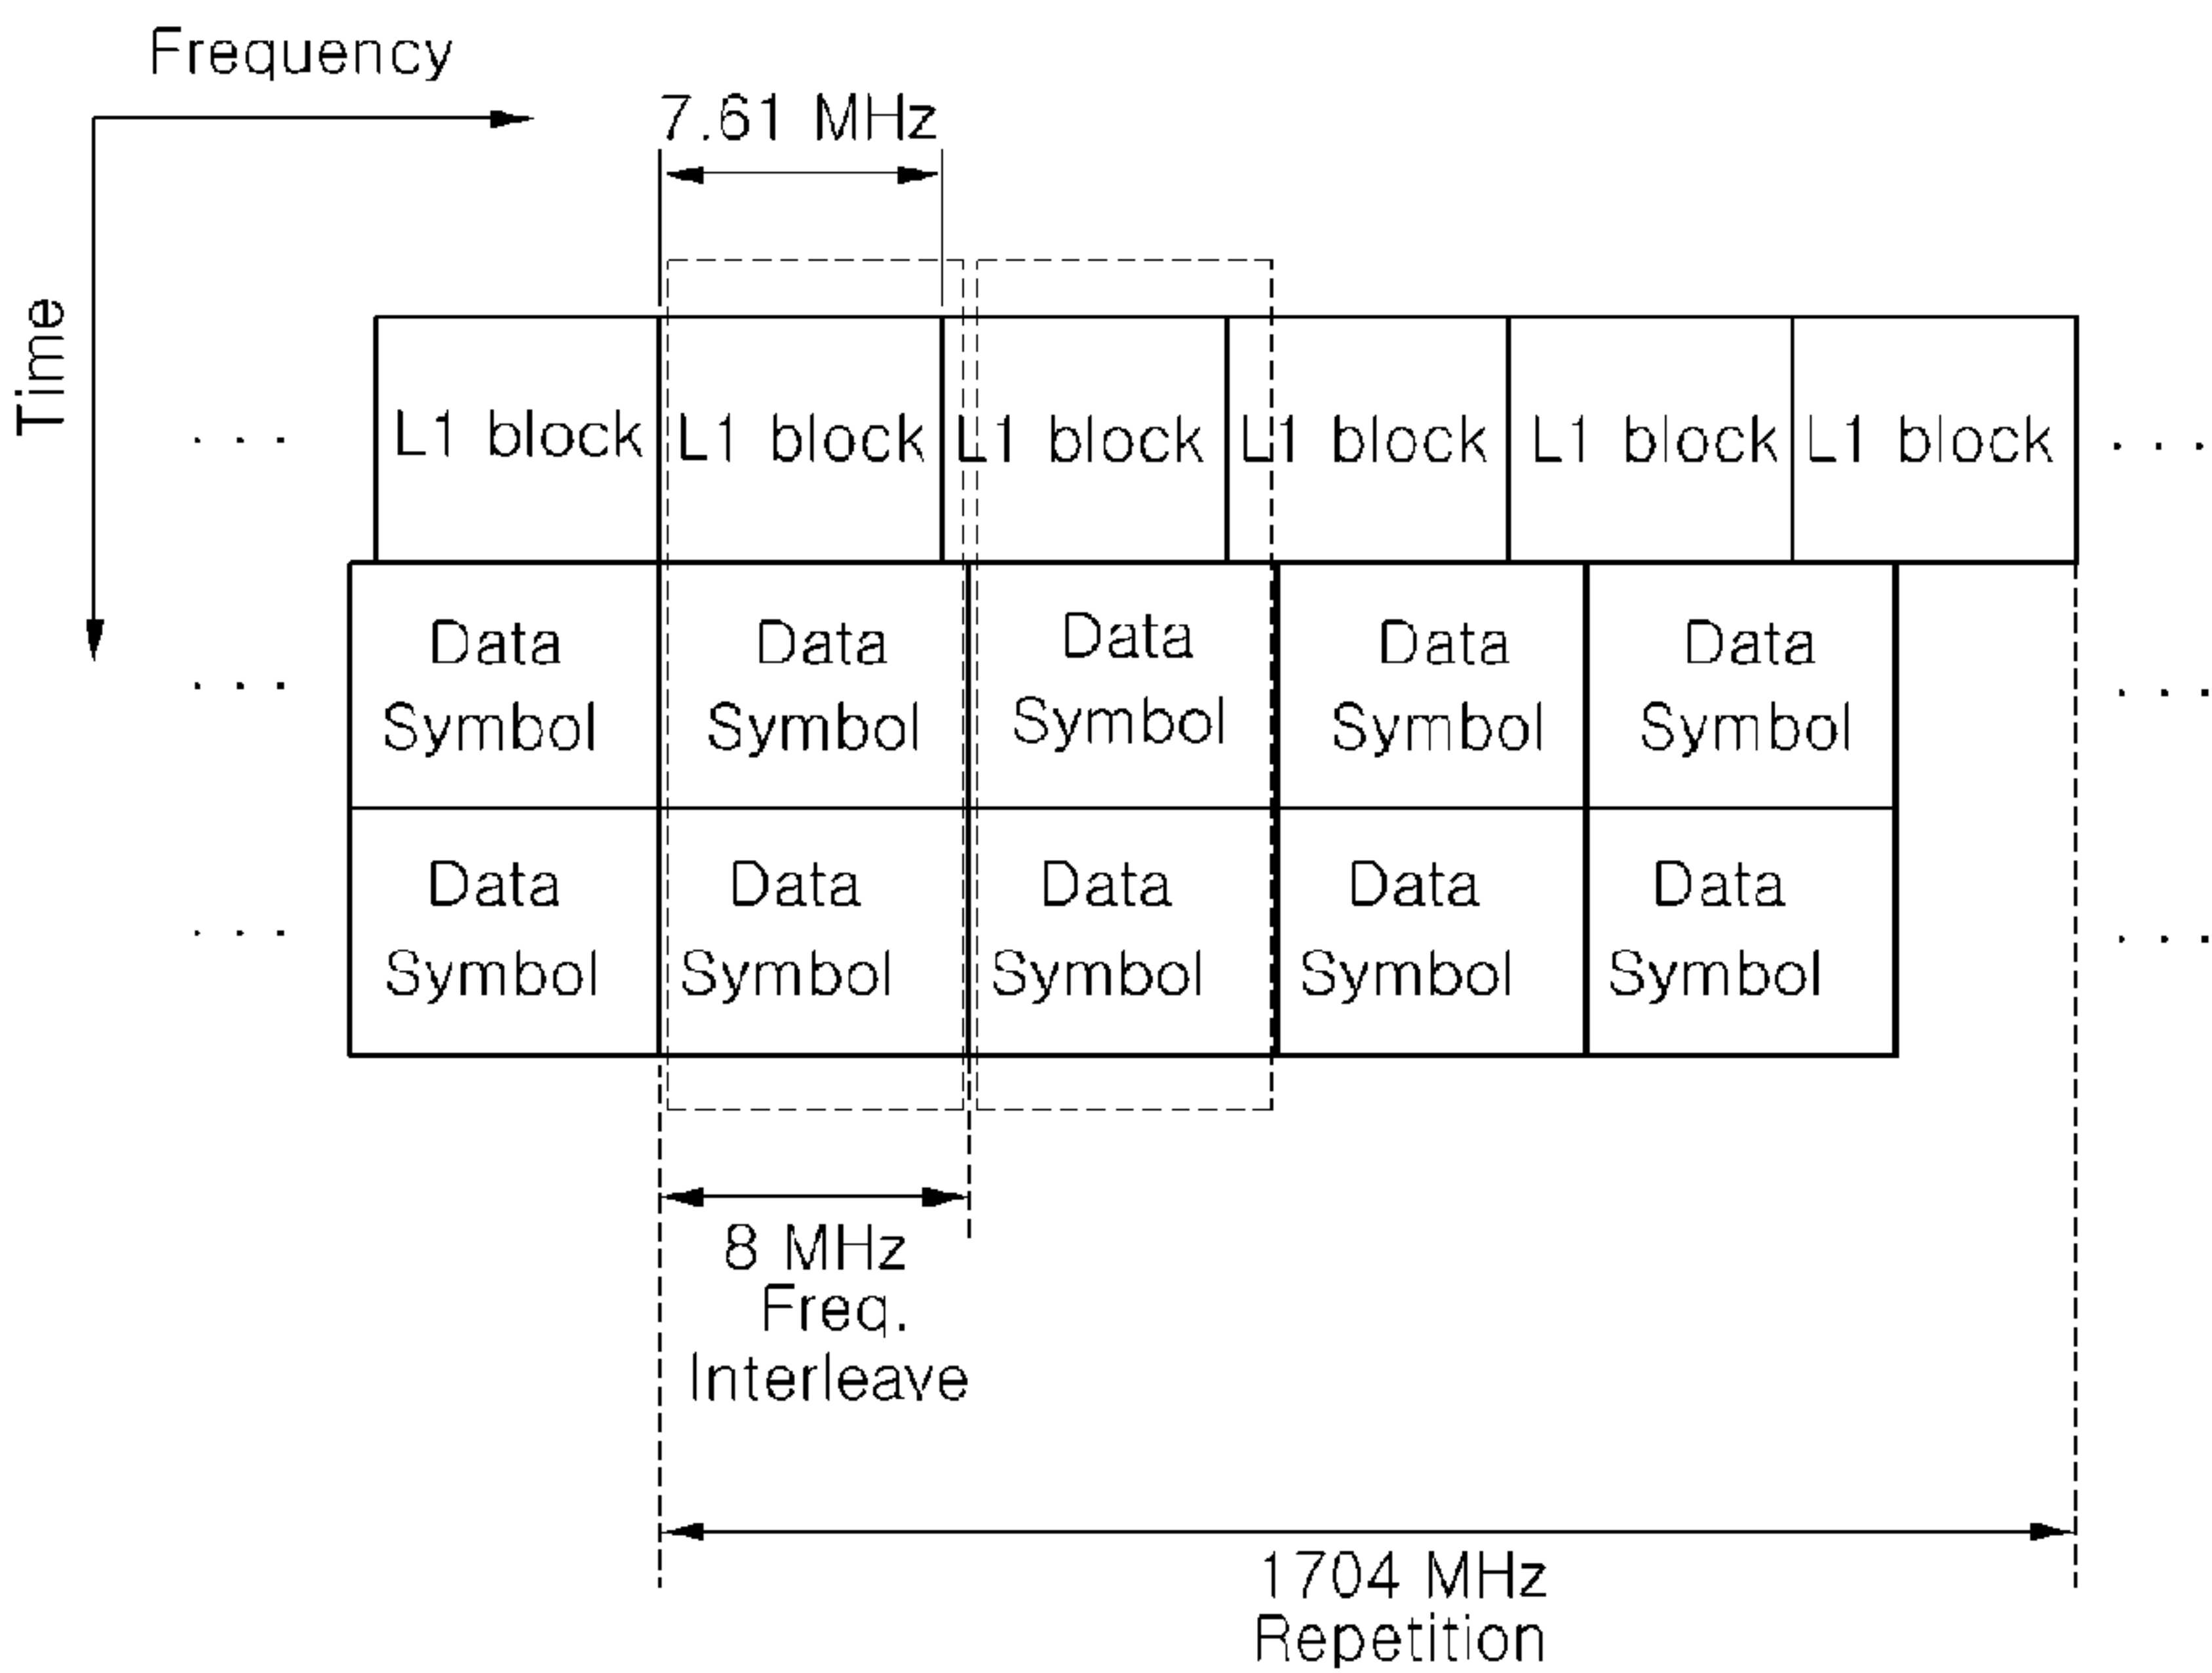 Frequency
7.61 MHz
Time
... L1 block L1 block L1 block L1 block L1 block L1 block ...
Data Data Data Data Data
... Symbol Symbol Symbol Symbol Symbol ...
Data Data Data Data Data
... Symbol Symbol Symbol Symbol Symbol ...
8 MHz
Freq.
Interleave
1704 MHz
Repetition